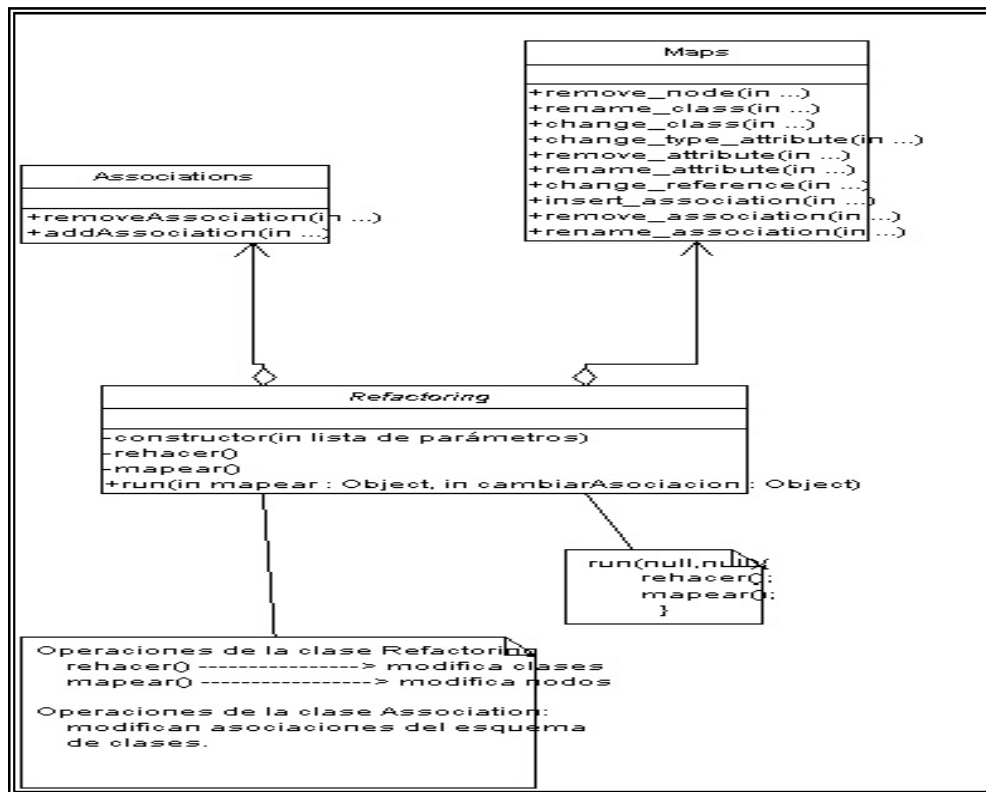 Maps
+remove_node(in ...)
+rename_class(in ...)
+change_class(in ...)
+change_type_attribute(in ...)
+remove_attribute(in ...)
+rename_attribute(in ...)
+change_reference(in ...)
+insert_association(in ...)
+remove_association(in ...)
+rename_association(in ...)
Associations
+removeAssociation(in ...)
+addAssociation(in ...)
Refactoring
-constructor(in lista de parámetros)
-rehacer()
-mapear()
+run(in mapear : Object, in cambiarAsociacion : Object)
run(null,null){
rehacer();
mapear();
}
Operaciones de la clase Refactoring
rehacer() ----------------> modifica clases
mapear() -----------------> modifica nodos
Operaciones de la clase Association:
modifican asociaciones del esquema
de clases.